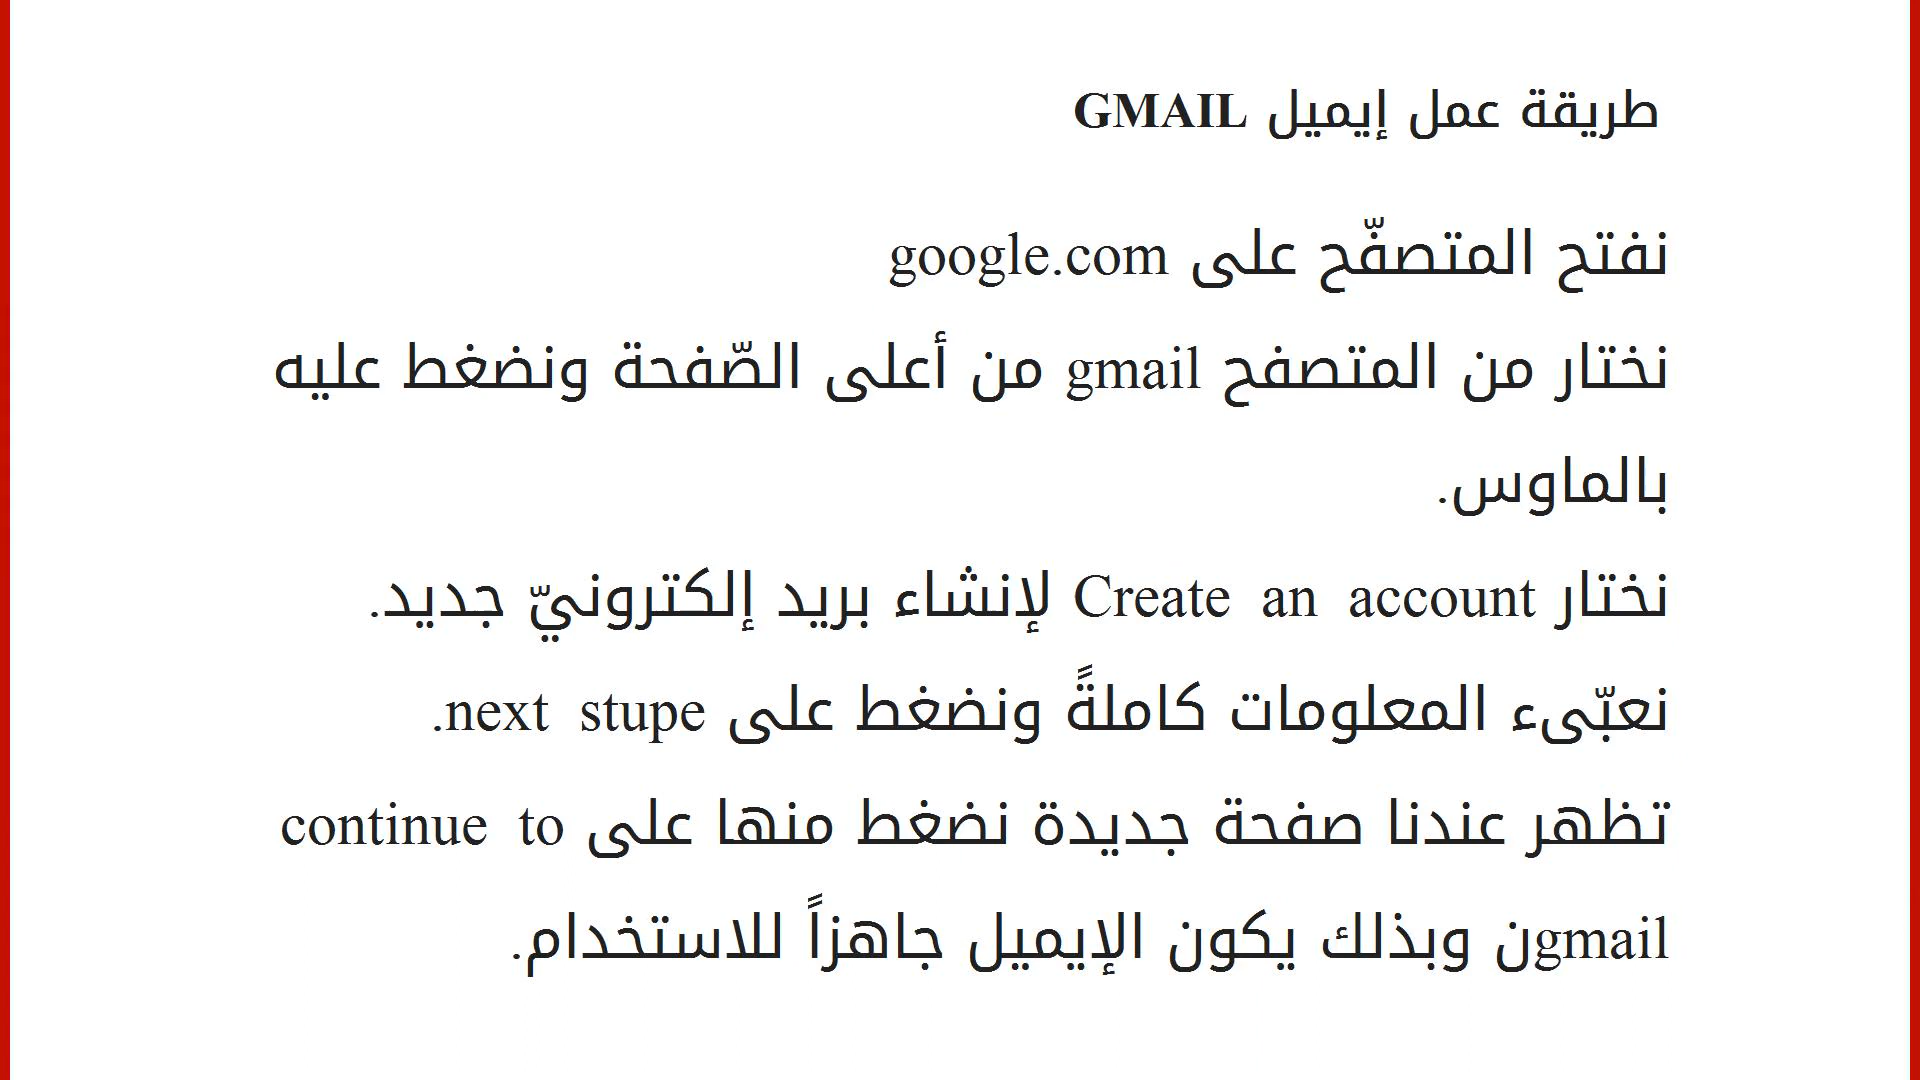 طريقة عمل إيميل GMAIL
نفتح المتصفّح على google.com
نختار من المتصفح gmail من أعلى الصّفحة ونضغط عليه
بالماوس.
نختار Create an account لإنشاء بريد إلكترونيّ جديد.
نعبّىء المعلومات كاملةً ونضغط على next stupe.
تظهر عندنا صفحة جديدة نضغط منها على continue to
gmailن وبذلك يكون الإيميل جاهزاً للاستخدام.